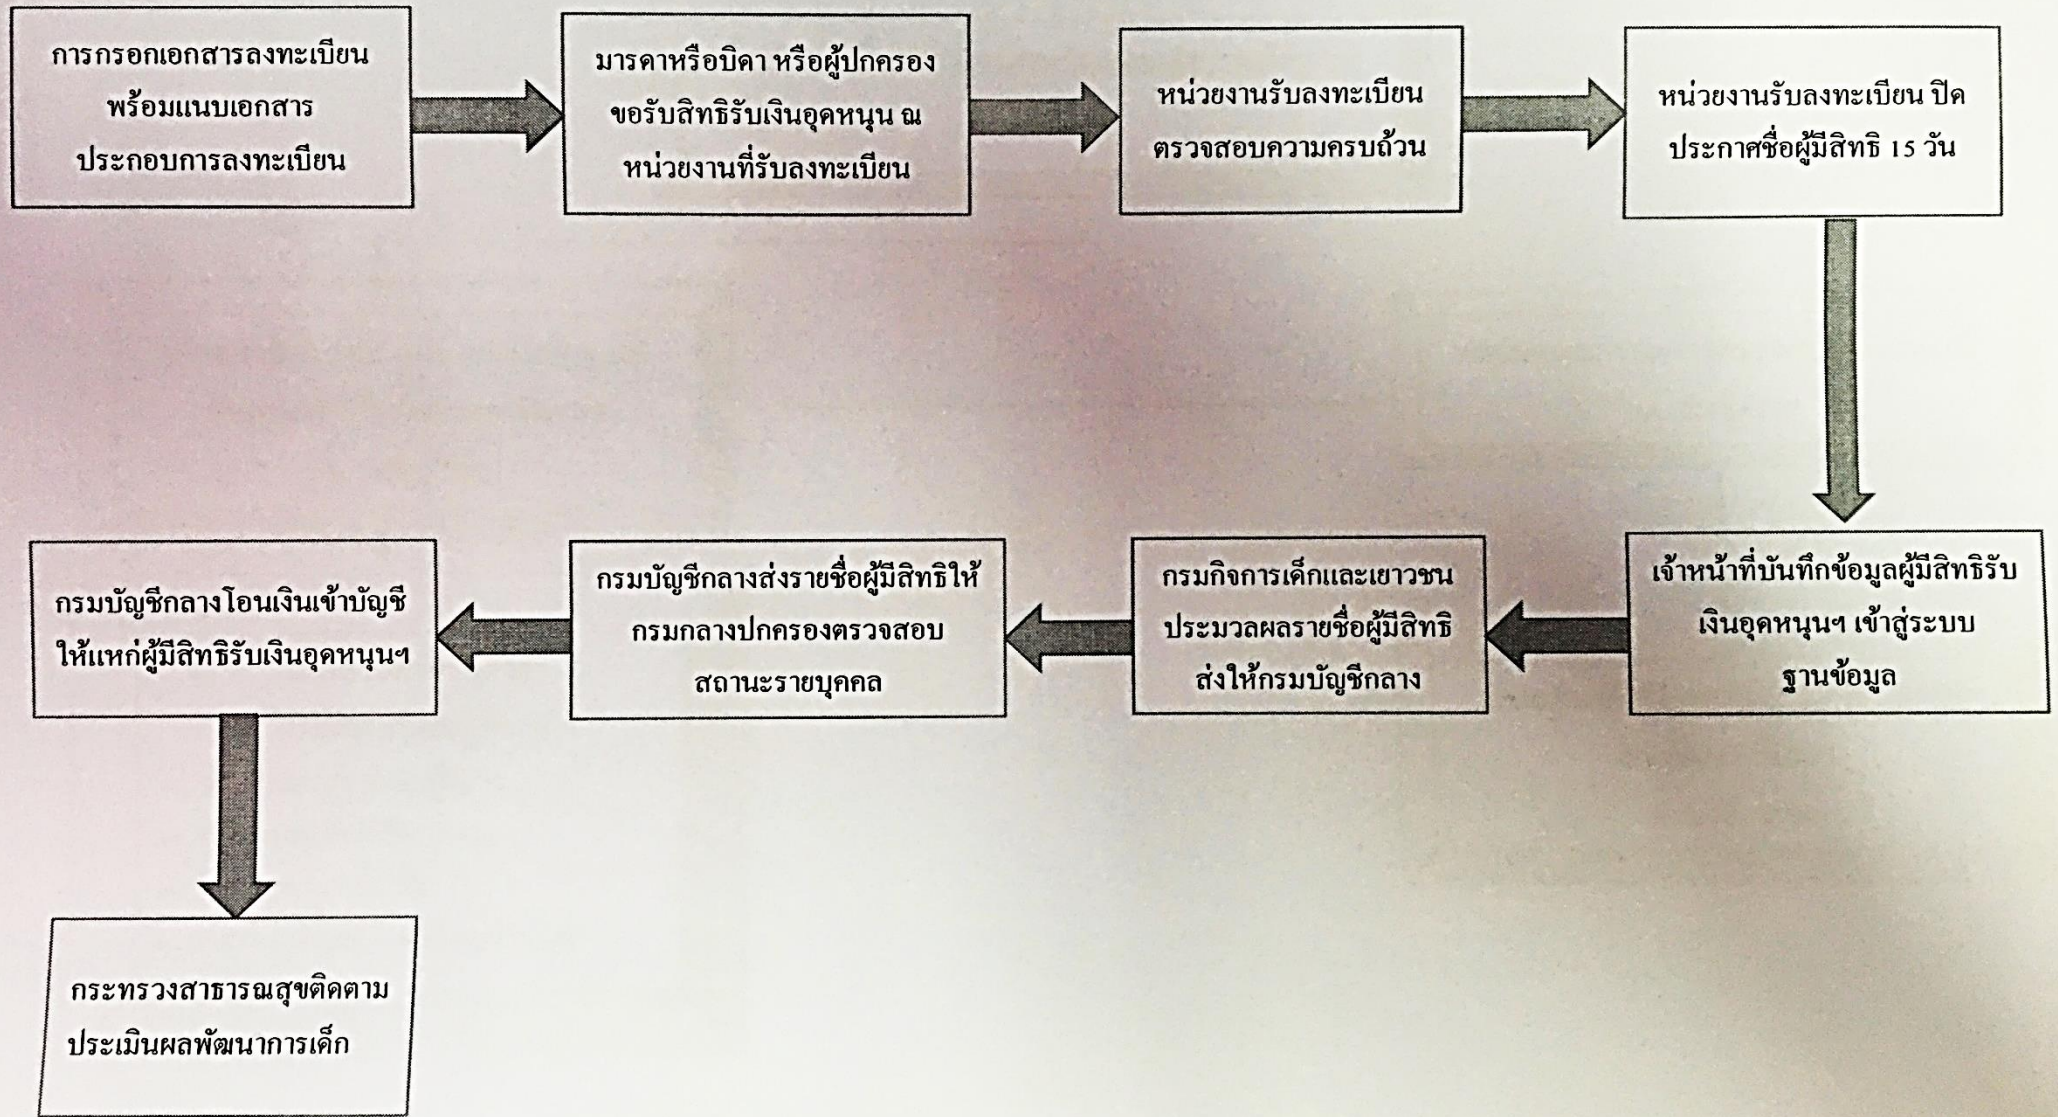 การกรอกเอกสารลงทะเบียน
พร้อมแนบเอกสาร
ประกอบการลงทะเบียน
มารดาหรือบิดา หรือผู้ปกครอง
ขอรับสิทธิรับเงินอุดหนุน ณ
หน่วยงานที่รับลงทะเบียน
หน่วยงานรับลงทะเบียน
ตรวจสอบความครบถ้วน
หน่วยงานรับลงทะเบียน ปิด
ประกาศชื่อผู้มีสิทธิ 15 วัน
เจ้าหน้าที่บันทึกข้อมูลผู้มีสิทธิรับ
เงินอุดหนุนฯ เข้าสู่ระบบ
ฐานข้อมูล
กรมกิจการเด็กและเยาวชน
ประมวลผลรายชื่อผู้มีสิทธิ
ส่งให้กรมบัญชีกลาง
กรมบัญชีกลางส่งรายชื่อผู้มีสิทธิให้
กรมกลางปกครองตรวจสอบ
สถานะรายบุคคล
กรมบัญชีกลางโอนเงินเข้าบัญชี
ให้แหก่ผู้มีสิทธิรับเงินอุดหนุนฯ
กระทรวงสาธารณสุขติดตาม
ประเมินผลพัฒนาการเด็ก